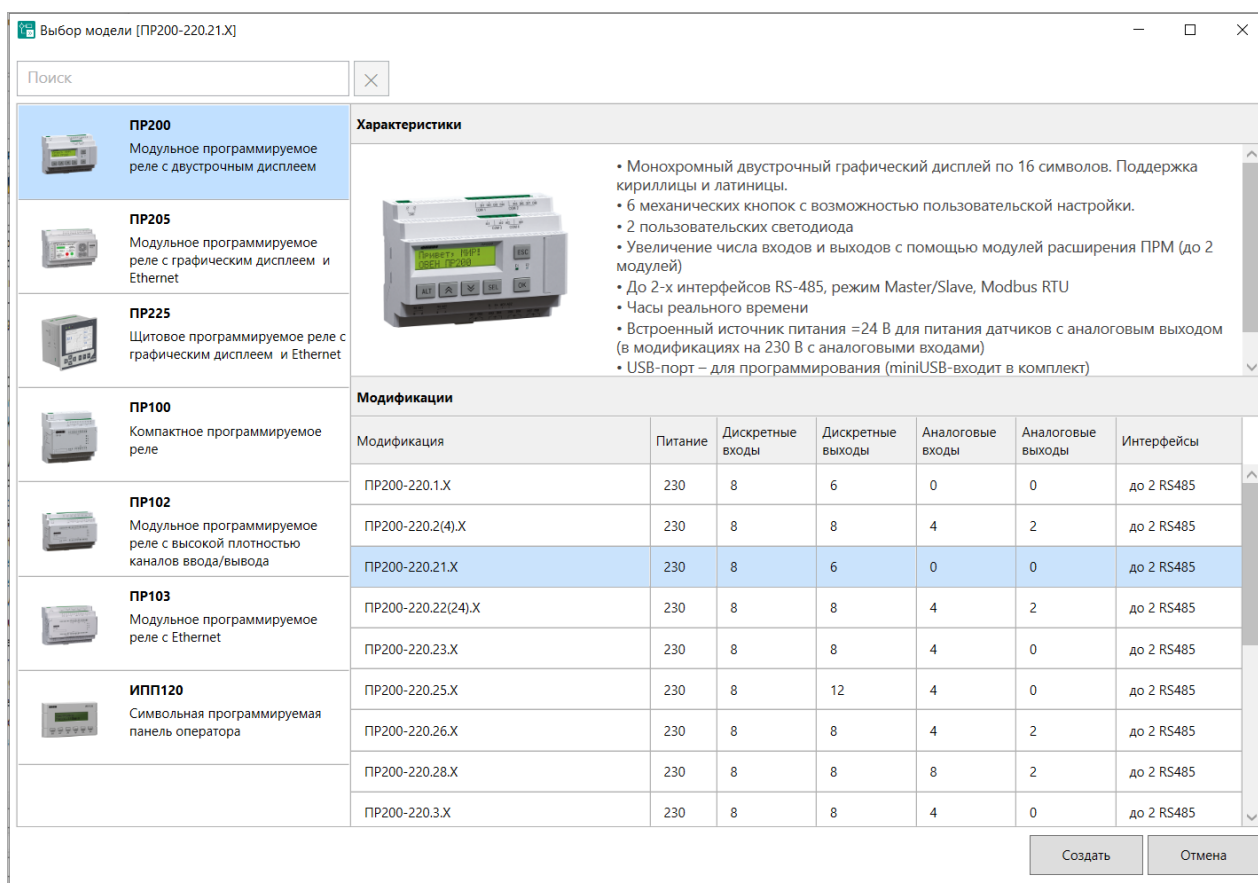 Выбор модели [ПР200-220.21.X]
Поиск
ПР200
Модульное программируемое
реле с двустрочным дисплеем
ПР205
Модульное программируемое
реле с графическим дисплеем и
Ethernet
ПР225
Щитовое программируемое реле с
графическим дисплеем и Ethernet
ПР100
Компактное программируемое
реле
ПР102
Модульное программируемое
реле с высокой плотностью
каналов ввода/вывода
ПР103
Модульное программируемое
реле с Ethernet
ИПП120
Символьная программируемая
панель оператора
Характеристики
Привет, МИР!
ОВЕН ПР200
ESC
ALT
SEL
OK
• Монохромный двустрочный графический дисплей по 16 символов. Поддержка
кириллицы и латиницы.
• 6 механических кнопок с возможностью пользовательской настройки.
• 2 пользовательских светодиода
• Увеличение числа входов и выходов с помощью модулей расширения ПРМ (до 2
модулей)
• До 2-х интерфейсов RS-485, режим Master/Slave, Modbus RTU
• Часы реального времени
• Встроенный источник питания =24 В для питания датчиков с аналоговым выходом
(в модификациях на 230 В с аналоговыми входами)
• USB-порт – для программирования (miniUSB-входит в комплект)
Модификации
Модификация Питание Дискретные входы Дискретные выходы Аналоговые входы Аналоговые выходы Интерфейсы
ПР200-220.1.X 230 8 6 0 0 до 2 RS485
ПР200-220.2(4).X 230 8 8 4 2 до 2 RS485
ПР200-220.21.X 230 8 6 0 0 до 2 RS485
ПР200-220.22(24).X 230 8 8 4 2 до 2 RS485
ПР200-220.23.X 230 8 8 4 0 до 2 RS485
ПР200-220.25.X 230 8 12 4 0 до 2 RS485
ПР200-220.26.X 230 8 8 4 2 до 2 RS485
ПР200-220.28.X 230 8 8 8 2 до 2 RS485
ПР200-220.3.X 230 8 8 4 0 до 2 RS485
Создать
Отмена